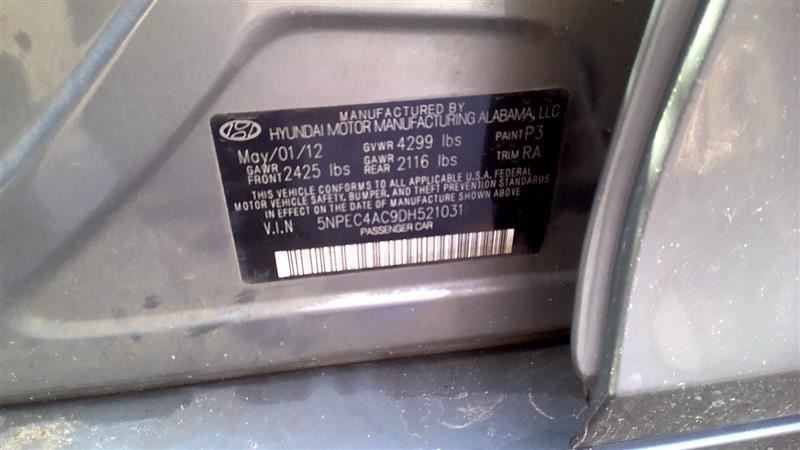 MANUFACTURED BY
HYUNDAI MOTOR MANUFACTURING ALABAMA, LLC
May/01/12 GVWR 4299 lbs PAINT P3
GAWR FRONT 2425 lbs GAWR REAR 2116 lbs TRIM RA
THIS VEHICLE CONFORMS TO ALL APPLICABLE U.S.A. FEDERAL
MOTOR VEHICLE SAFETY, BUMPER, AND THEFT PREVENTION STANDARDS
IN EFFECT ON THE DATE OF MANUFACTURE SHOWN ABOVE
V.I.N 5NPEC4AC9DH521031
PASSENGER CAR